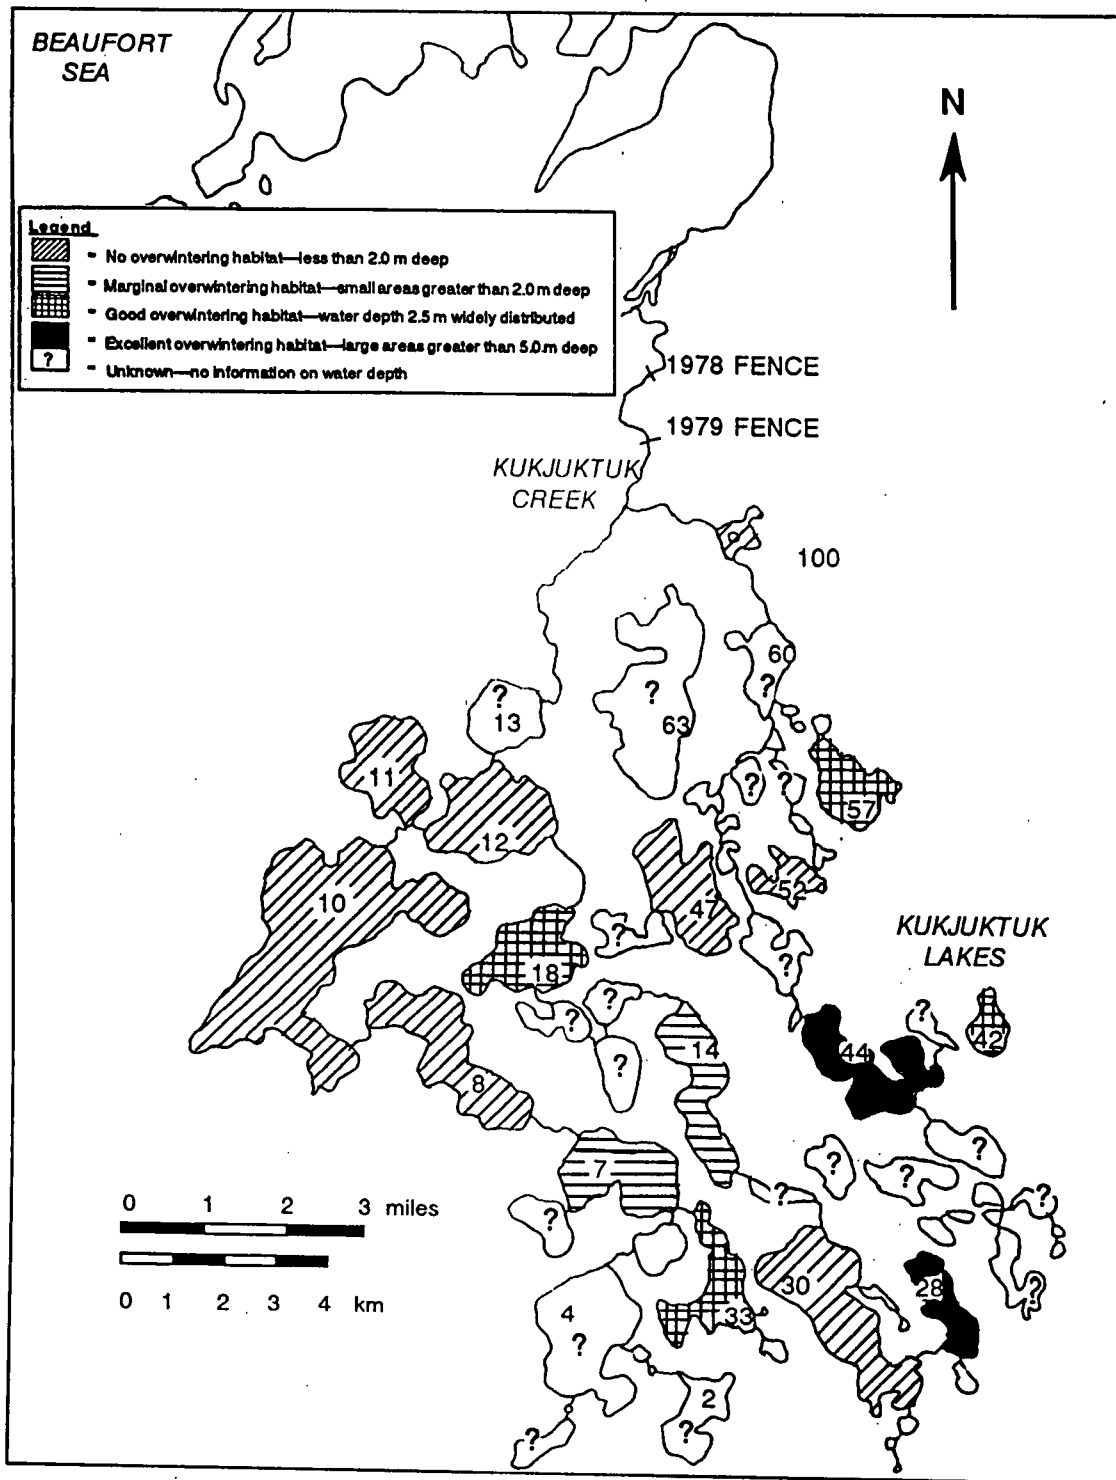 BEAUFORT
SEA
N
Legend
- No overwintering habitat—less than 2.0 m deep
- Marginal overwintering habitat—small areas greater than 2.0 m deep
- Good overwintering habitat—water depth 2.5 m widely distributed
- Excellent overwintering habitat—large areas greater than 5.0 m deep
? - Unknown—no information on water depth
1978 FENCE
1979 FENCE
KUKJUKTUK
CREEK
100
60
?
?
13
?
63
11
12
? ?
57
10
52
47
18
?
?
KUKJUKTUK
LAKES
?
?
?
14
?
44
42
8
7
?
?
?
?
?
?
0 1 2 3 miles
0 1 2 3 4 km
4
?
33
30
28
?
2
?
?